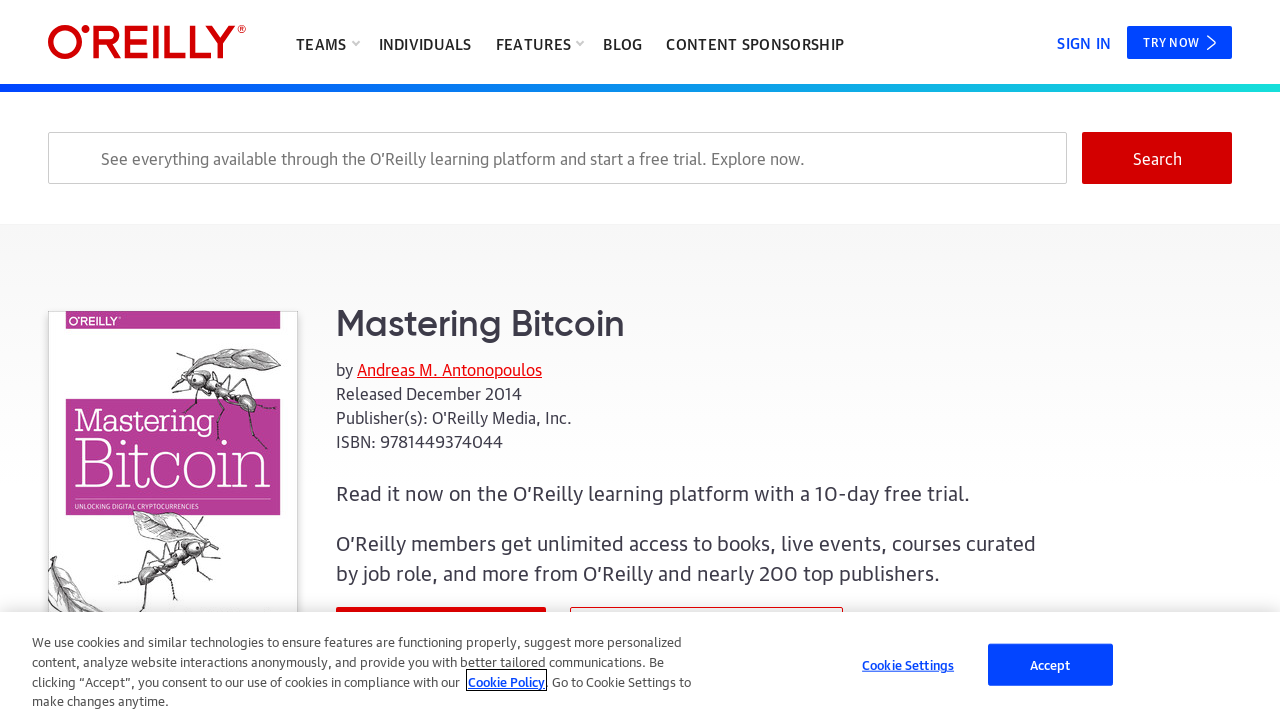 O'REILLY®
TEAMS INDIVIDUALS FEATURES BLOG CONTENT SPONSORSHIP
SIGN IN TRY NOW
See everything available through the O’Reilly learning platform and start a free trial. Explore now.
Search
O'REILLY
Mastering
Bitcoin
UNLOCKING DIGITAL CRYPTOCURRENCIES
Mastering Bitcoin
by Andreas M. Antonopoulos
Released December 2014
Publisher(s): O'Reilly Media, Inc.
ISBN: 9781449374044
Read it now on the O’Reilly learning platform with a 10-day free trial.
O’Reilly members get unlimited access to books, live events, courses curated
by job role, and more from O’Reilly and nearly 200 top publishers.
We use cookies and similar technologies to ensure features are functioning properly, suggest more personalized
content, analyze website interactions anonymously, and provide you with better tailored communications. Be
clicking “Accept”, you consent to our use of cookies in compliance with our Cookie Policy. Go to Cookie Settings to
make changes anytime.
Cookie Settings
Accept